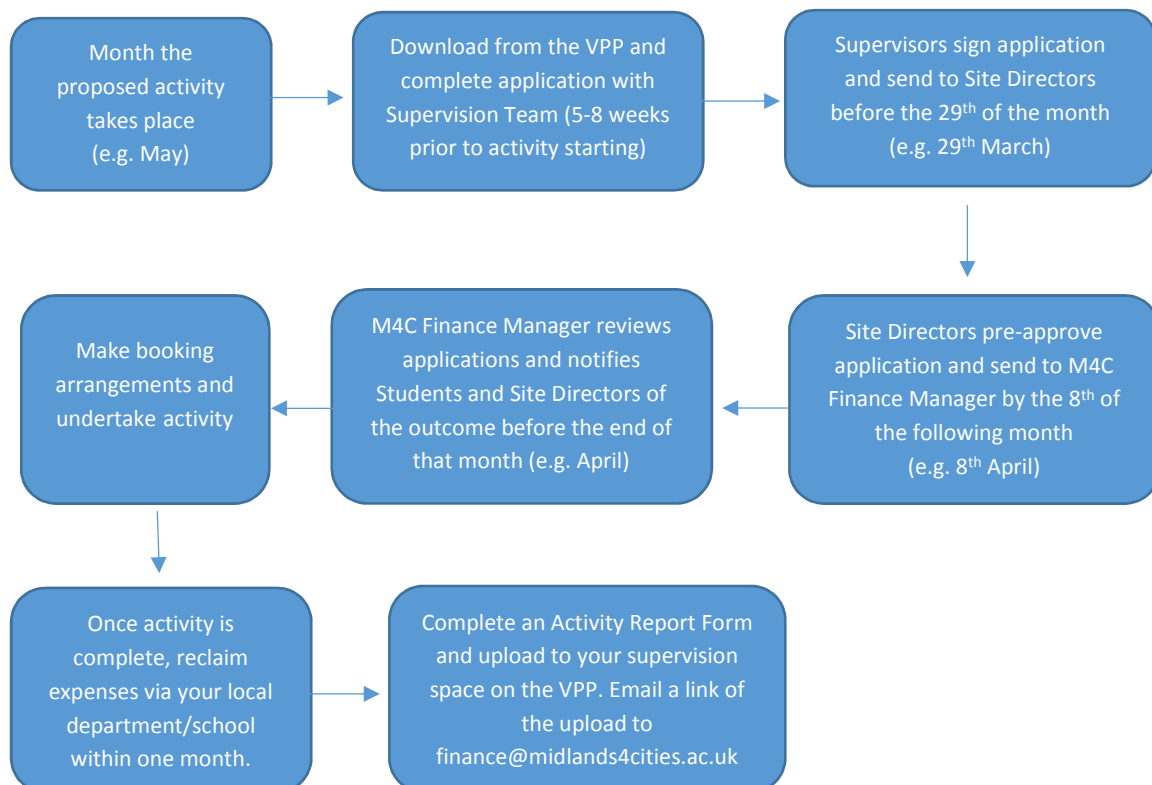 Month the
proposed activity
takes place
(e.g. May)
Download from the VPP and
complete application with
Supervision Team (5-8 weeks
prior to activity starting)
Supervisors sign application
and send to Site Directors
before the 29th of the month
(e.g. 29th March)
Site Directors pre-approve
application and send to M4C
Finance Manager by the 8th of
the following month
(e.g. 8th April)
M4C Finance Manager reviews
applications and notifies
Students and Site Directors of
the outcome before the end of
that month (e.g. April)
Make booking
arrangements and
undertake activity
Once activity is
complete, reclaim
expenses via your local
department/school
within one month.
Complete an Activity Report Form
and upload to your supervision
space on the VPP. Email a link of
the upload to
finance@midlands4cities.ac.uk